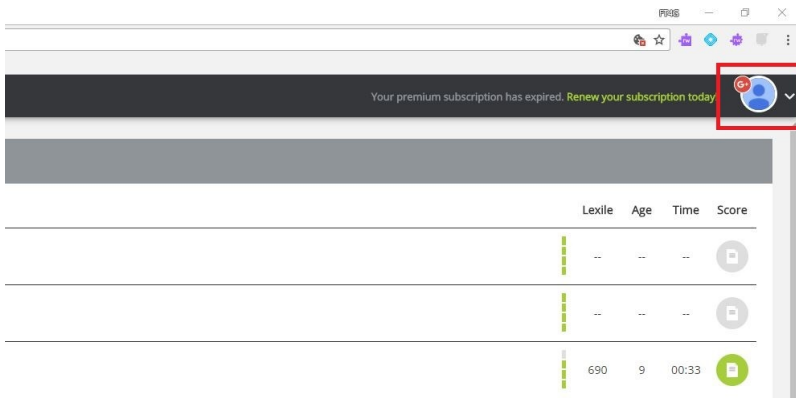 Your premium subscription has expired. Renew your subscription today
G+
Lexile Age Time Score
-- -- --
-- -- --
690 9 00:33